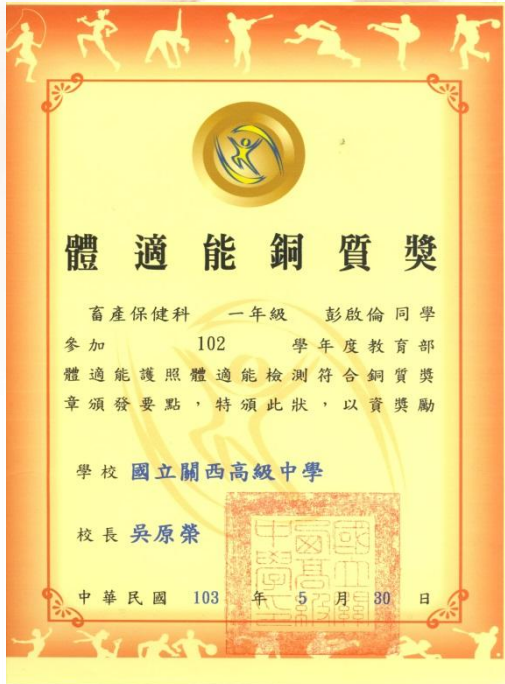 體適能銅質獎
畜產保健科 一年級 彭啟倫同學
參加 102 學年度教育部
體適能護照體適能檢測符合銅質獎
章頒發要點，特頒此狀，以資獎勵
學校 國立關西高級中學
校長 吳原榮
中華民國 103 年 5 月 30 日